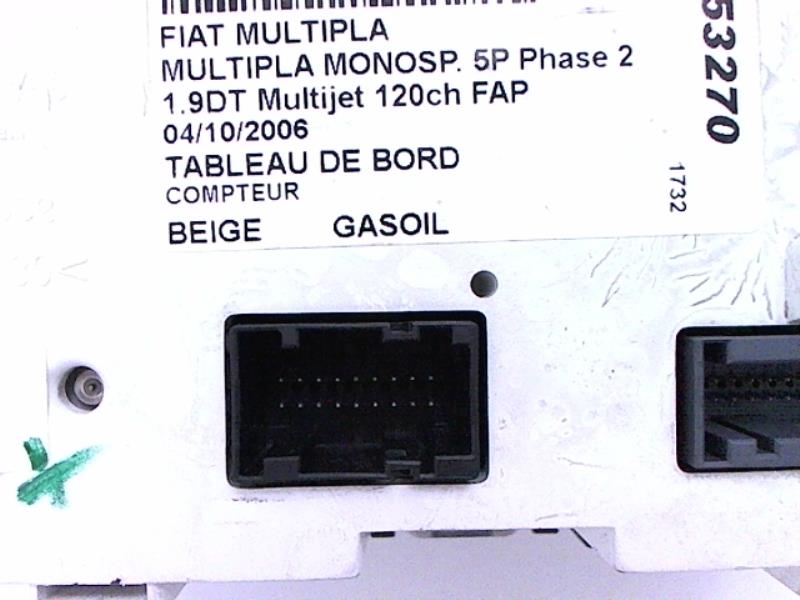 FIAT MULTIPLA
MULTIPLA MONOSP. 5P Phase 2
1.9DT Multijet 120ch FAP
04/10/2006
TABLEAU DE BORD
COMPTEUR
BEIGE GASOIL
53270
1732